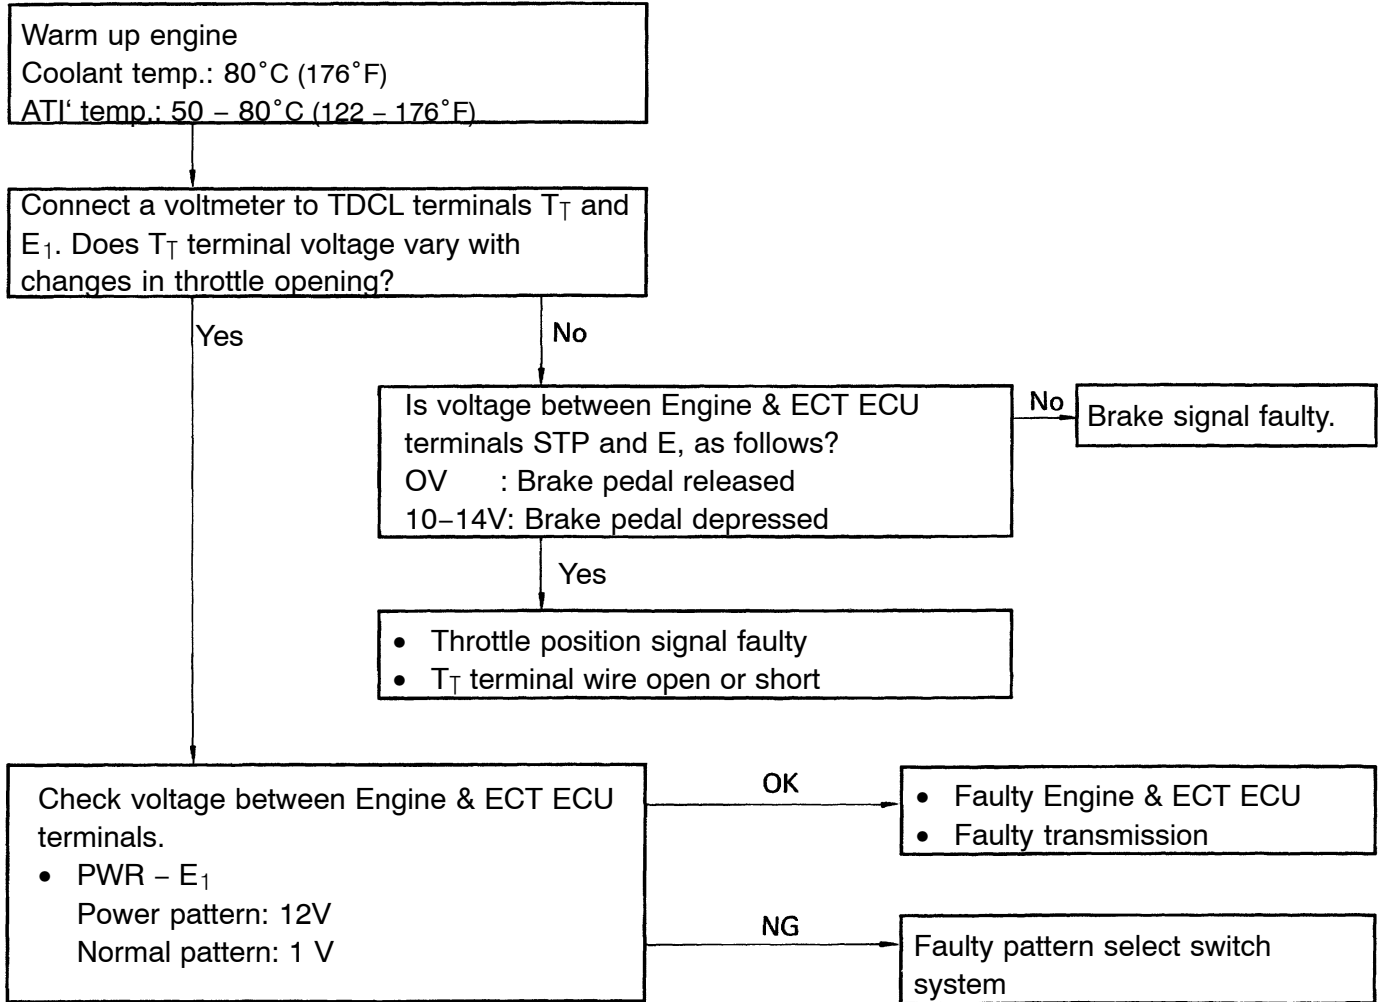 Warm up engine
Coolant temp.: 80°C (176°F)
ATI‘ temp.: 50 – 80°C (122 – 176°F)
Connect a voltmeter to TDCL terminals TT and
E1. Does TT terminal voltage vary with
changes in throttle opening?
Yes
No
Is voltage between Engine & ECT ECU
terminals STP and E, as follows?
OV : Brake pedal released
10–14V: Brake pedal depressed
No
Brake signal faulty.
Yes
• Throttle position signal faulty
• TT terminal wire open or short
Check voltage between Engine & ECT ECU
terminals.
• PWR – E1
Power pattern: 12V
Normal pattern: 1 V
OK
• Faulty Engine & ECT ECU
• Faulty transmission
NG
Faulty pattern select switch
system